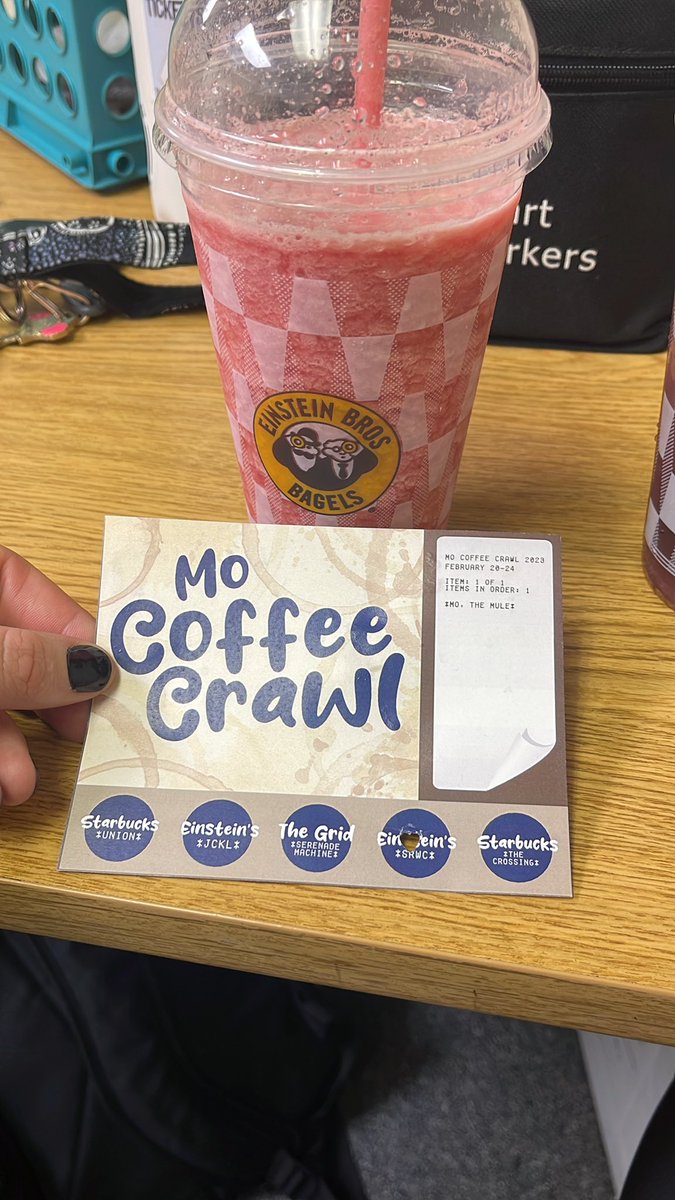 TICKE
art
rkers
EINSTEIN BROS
BAGELS
MO
Coffee
Crawl
MO COFFEE CRAWL 2023
FEBRUARY 20-24
ITEM: 1 OF 1
ITEMS IN ORDER: 1
*MO, THE MULE*
Starbucks
*UNION*
Einstein's
*JCKL*
The Grid
*SERENADE
MACHINE*
Einstein's
*SRWC*
Starbucks
*THE
CROSSING*